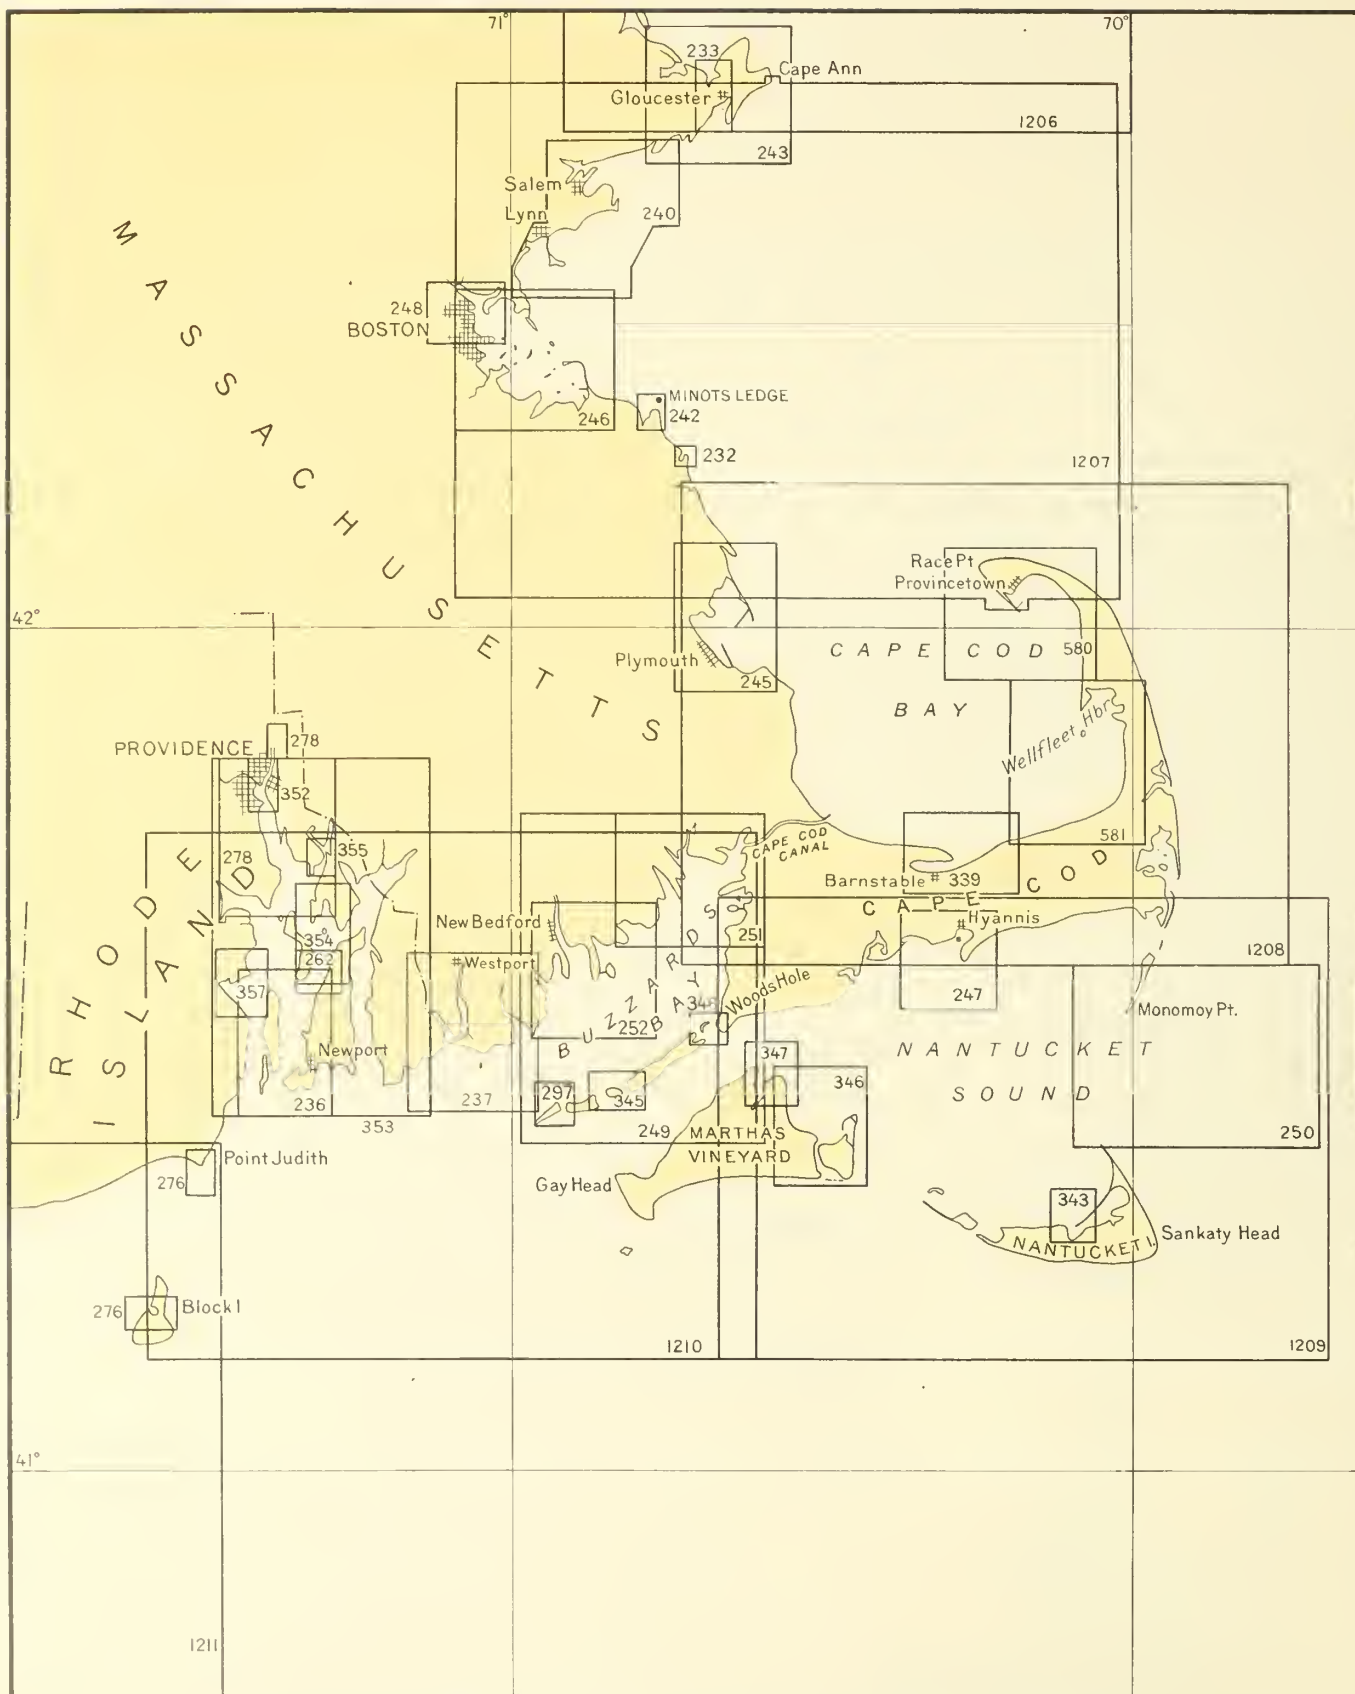 71°
70°
233
Cape Ann
Gloucester
1206
243
Salem
Lynn
240
MASSACHUSETTS
248
BOSTON
MINOTS LEDGE
246
242
232
1207
Race Pt
Provincetown
42°
CAPE COD
580
Plymouth
245
BAY
Wellfleet Hbr
PROVIDENCE
278
352
CAPE COD
CANAL
581
278
355
Barnstable
339
CAPE COD
RHODE
ISLAND
New Bedford
Hyannis
354
251
1208
262
Westport
BUZZARDS
BAY
Woods Hole
357
348
247
Monomoy Pt.
252
Newport
347
NANTUCKET
SOUND
346
236
237
297
345
353
249
MARTHAS
VINEYARD
250
Point Judith
276
Gay Head
343
NANTUCKET I.
Sankaty Head
276
Block I
1210
1209
41°
1211